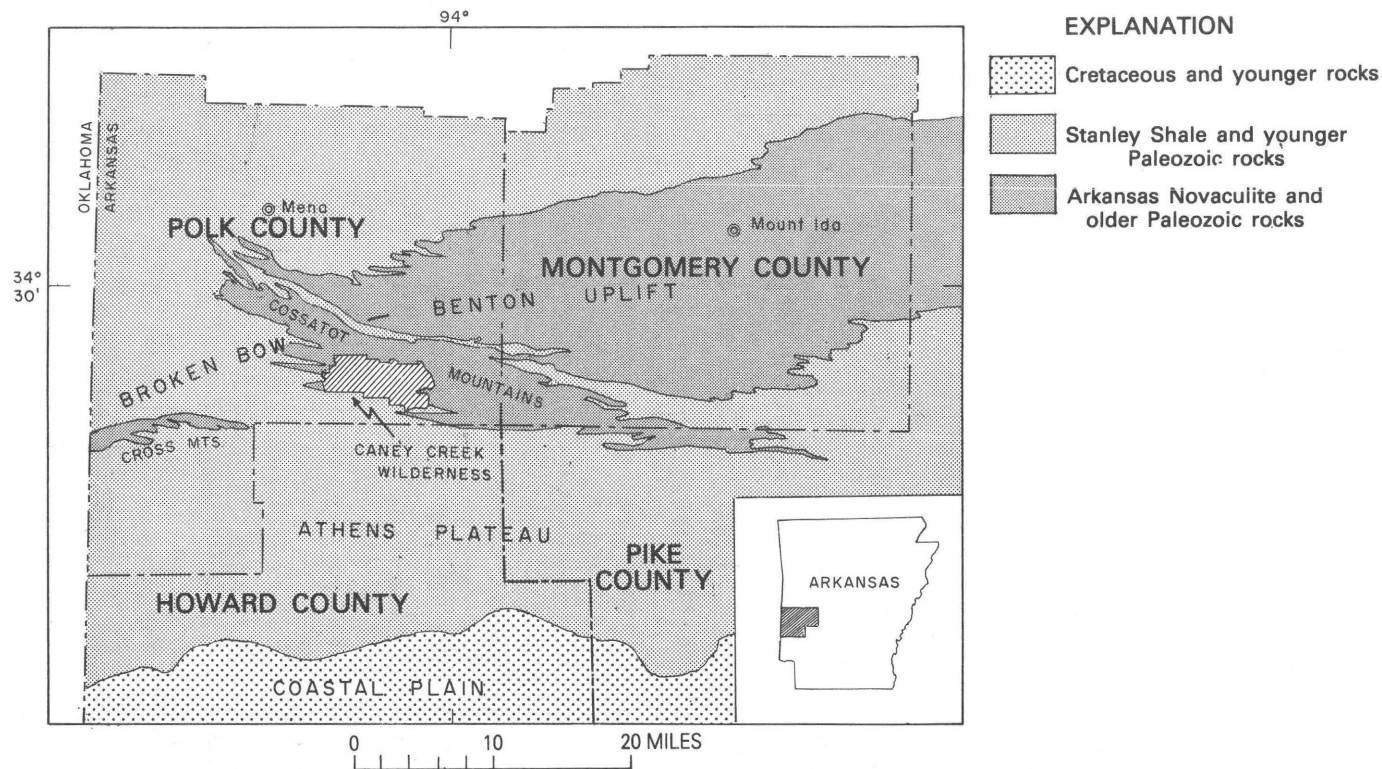 94°
EXPLANATION
Cretaceous and younger rocks
Stanley Shale and younger
Paleozoic rocks
Arkansas Novaculite and
older Paleozoic rocks
OKLAHOMA
ARKANSAS
Mena
POLK COUNTY
Mount Ida
MONTGOMERY COUNTY
34°
30'
BENTON UPLIFT
COSSATOT
MOUNTAINS
BROKEN BOW
CROSS MTS
CANEY CREEK
WILDERNESS
ATHENS PLATEAU
PIKE
COUNTY
HOWARD COUNTY
ARKANSAS
COASTAL PLAIN
0 10 20 MILES